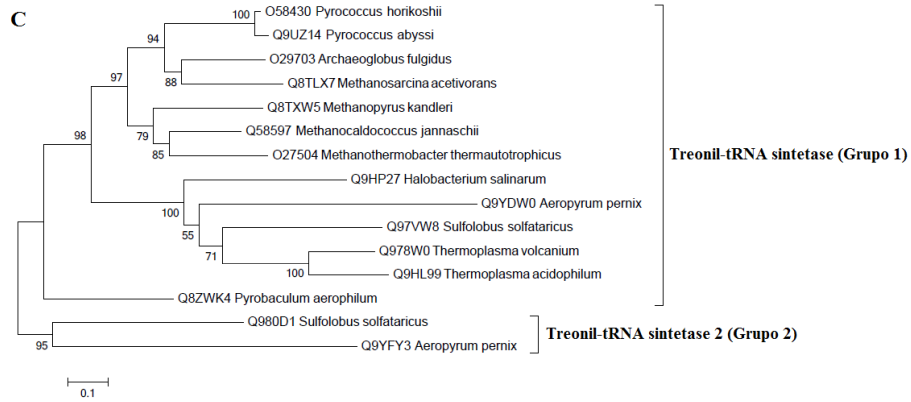 C
100
O58430 Pyrococcus horikoshii
Q9UZ14 Pyrococcus abyssi
94
O29703 Archaeoglobus fulgidus
88
Q8TLX7 Methanosarcina acetivorans
97
Q8TXW5 Methanopyrus kandleri
79
Q58597 Methanocaldococcus jannaschii
85
O27504 Methanothermobacter thermautotrophicus
98
Treonil-tRNA sintetase (Grupo 1)
Q9HP27 Halobacterium salinarum
100
Q9YDW0 Aeropyrum pernix
55
Q97VW8 Sulfolobus solfataricus
71
Q978W0 Thermoplasma volcanium
100
Q9HL99 Thermoplasma acidophilum
Q8ZWK4 Pyrobaculum aerophilum
Q980D1 Sulfolobus solfataricus
95
Q9YFY3 Aeropyrum pernix
Treonil-tRNA sintetase 2 (Grupo 2)
0.1